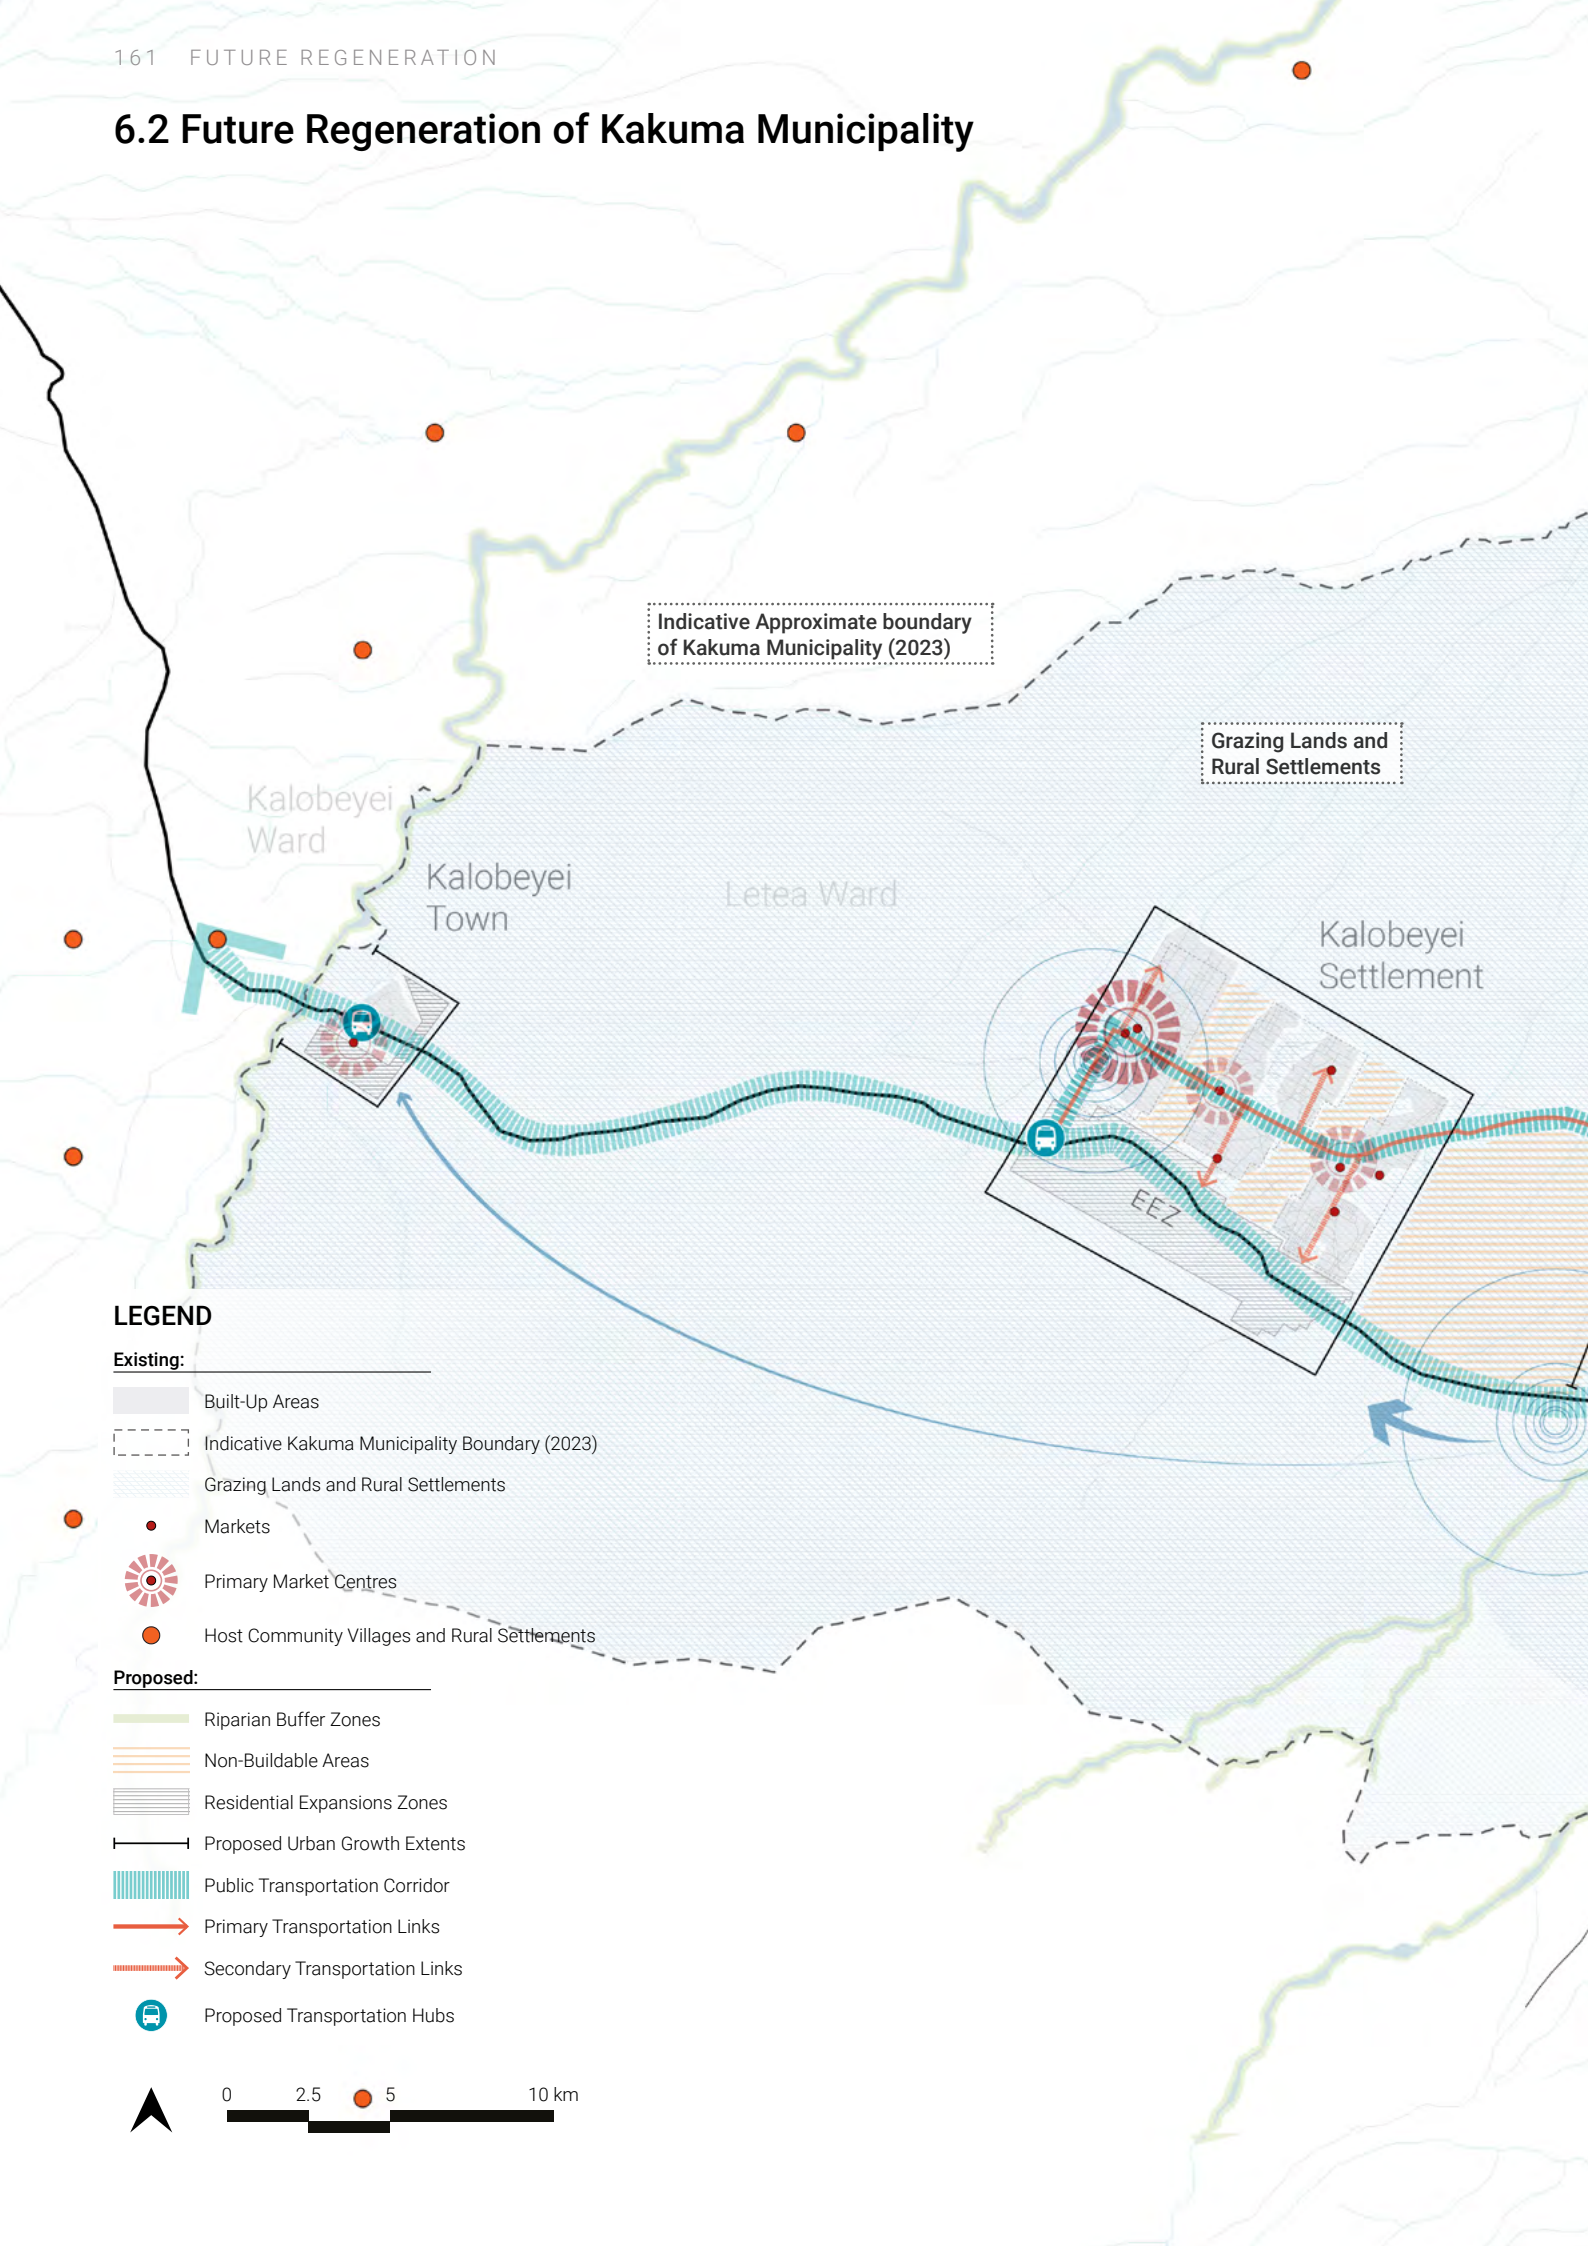 161 FUTURE REGENERATION
6.2 Future Regeneration of Kakuma Municipality
Indicative Approximate boundary
of Kakuma Municipality (2023)
Grazing Lands and
Rural Settlements
Kalobeyei
Ward
Kalobeyei
Town
Letea Ward
Kalobeyei
Settlement
EEZ
LEGEND
Existing:
Built-Up Areas
Indicative Kakuma Municipality Boundary (2023)
Grazing Lands and Rural Settlements
Markets
Primary Market Centres
Host Community Villages and Rural Settlements
Proposed:
Riparian Buffer Zones
Non-Buildable Areas
Residential Expansions Zones
Proposed Urban Growth Extents
Public Transportation Corridor
Primary Transportation Links
Secondary Transportation Links
Proposed Transportation Hubs
0 2.5 5 10 km